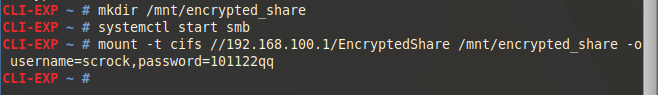 CLI-EXP ~ # mkdir /mnt/encrypted_share
CLI-EXP ~ # systemctl start smb
CLI-EXP ~ # mount -t cifs //192.168.100.1/EncryptedShare /mnt/encrypted_share -o
username=scrock,password=101122qq
CLI-EXP ~ #